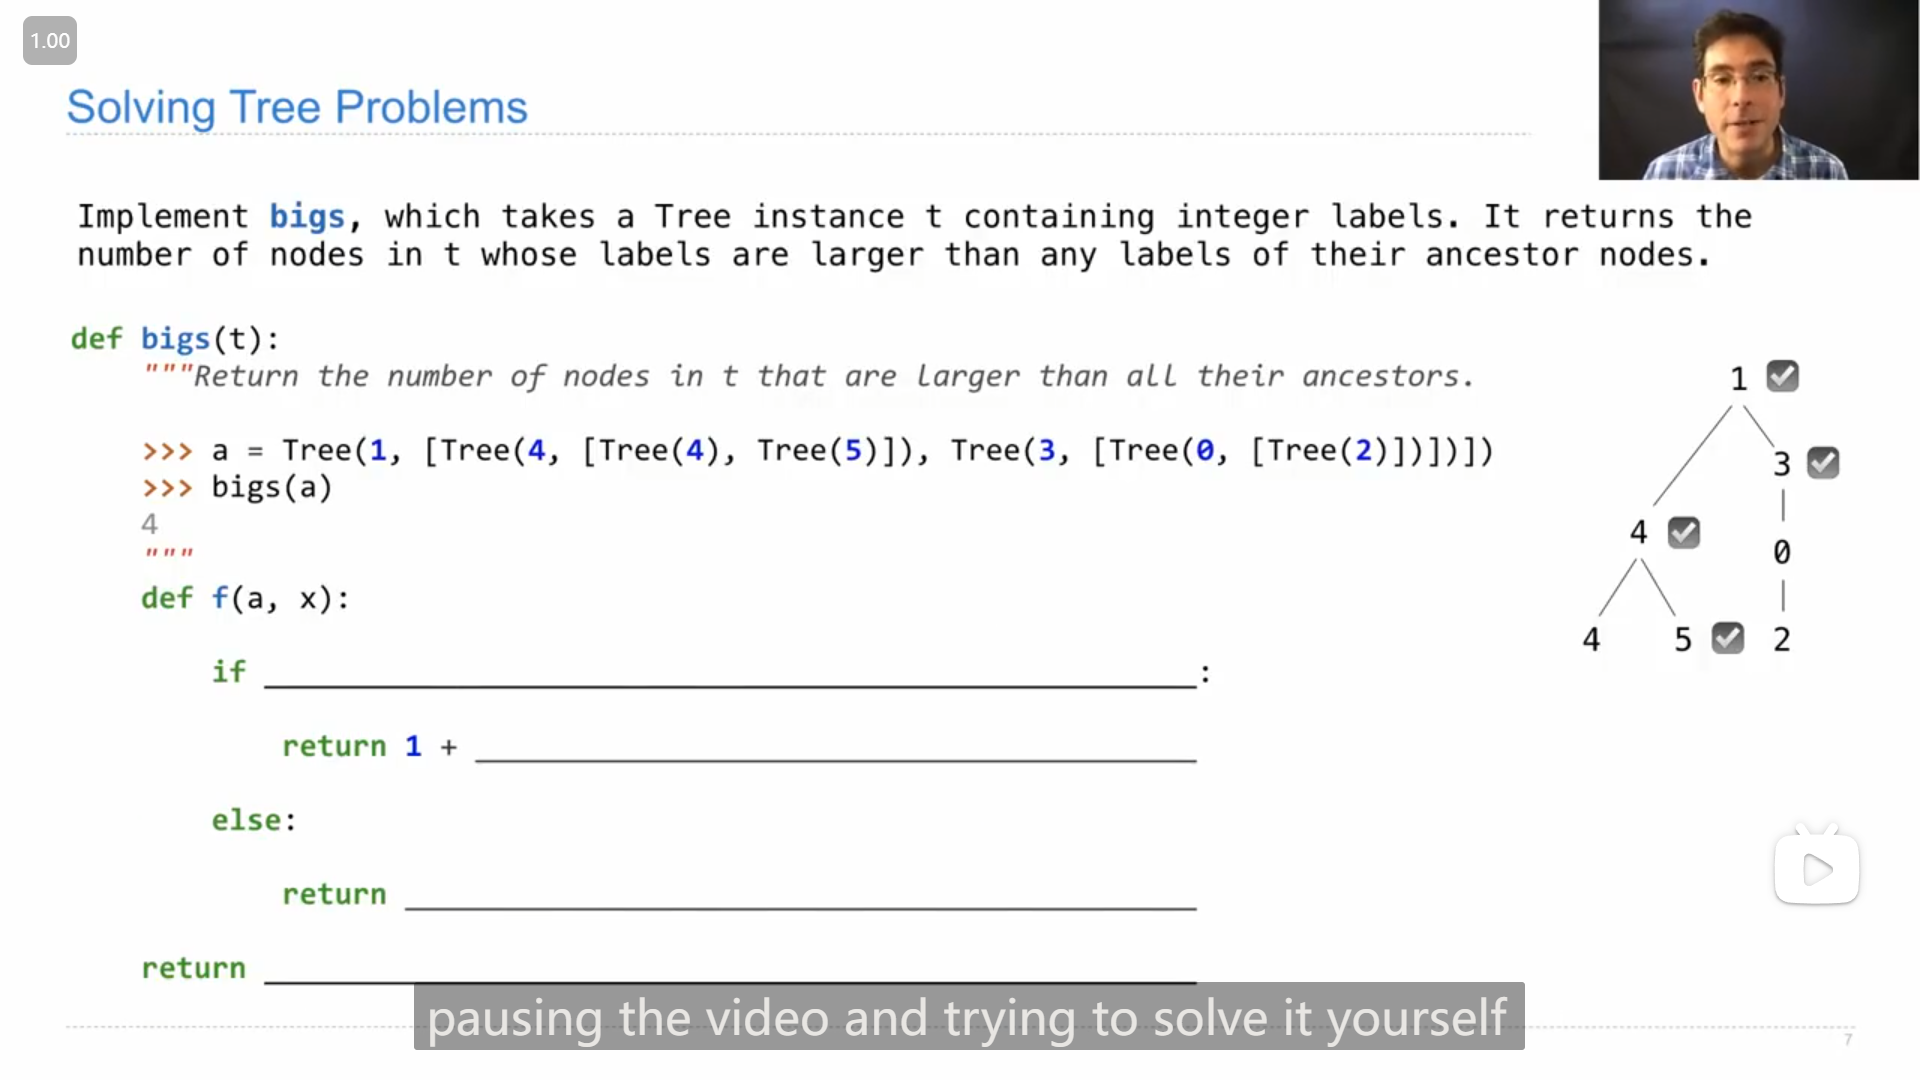 1.00
Solving Tree Problems
Implement bigs, which takes a Tree instance t containing integer labels. It returns the
number of nodes in t whose labels are larger than any labels of their ancestor nodes.
def bigs(t):
"""Return the number of nodes in t that are larger than all their ancestors.
>>> a = Tree(1, [Tree(4, [Tree(4), Tree(5)]), Tree(3, [Tree(0, [Tree(2)])])])
>>> bigs(a)
4
"""
def f(a, x):
if ____:
return 1 + ____
else:
return ____
return ____
1
3
4
0
4 5 2
pausing the video and trying to solve it yourself
7